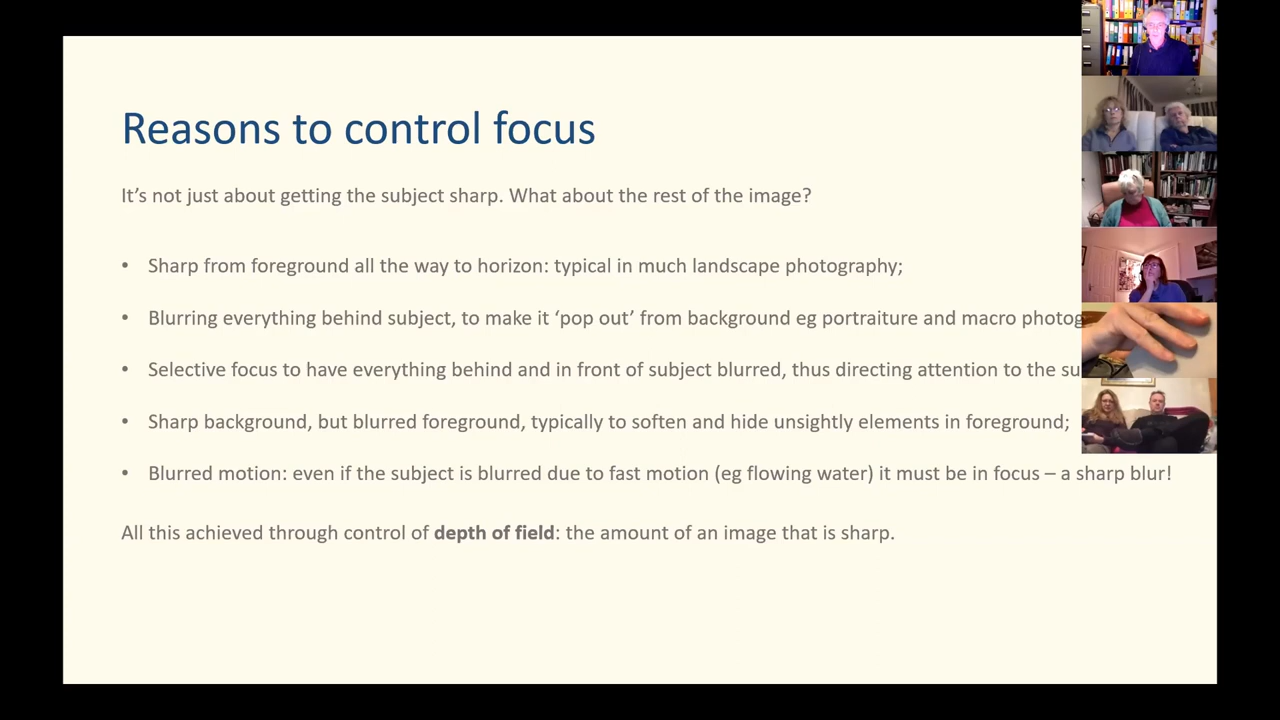 Reasons to control focus
It’s not just about getting the subject sharp. What about the rest of the image?
• Sharp from foreground all the way to horizon: typical in much landscape photography;
• Blurring everything behind subject, to make it ‘pop out’ from background eg portraiture and macro
• Selective focus to have everything behind and in front of subject blurred, thus directing attention to the
• Sharp background, but blurred foreground, typically to soften and hide unsightly elements in foreground;
• Blurred motion: even if the subject is blurred due to fast motion (eg flowing water) it must be in focus – a sharp blur!
All this achieved through control of depth of field: the amount of an image that is sharp.